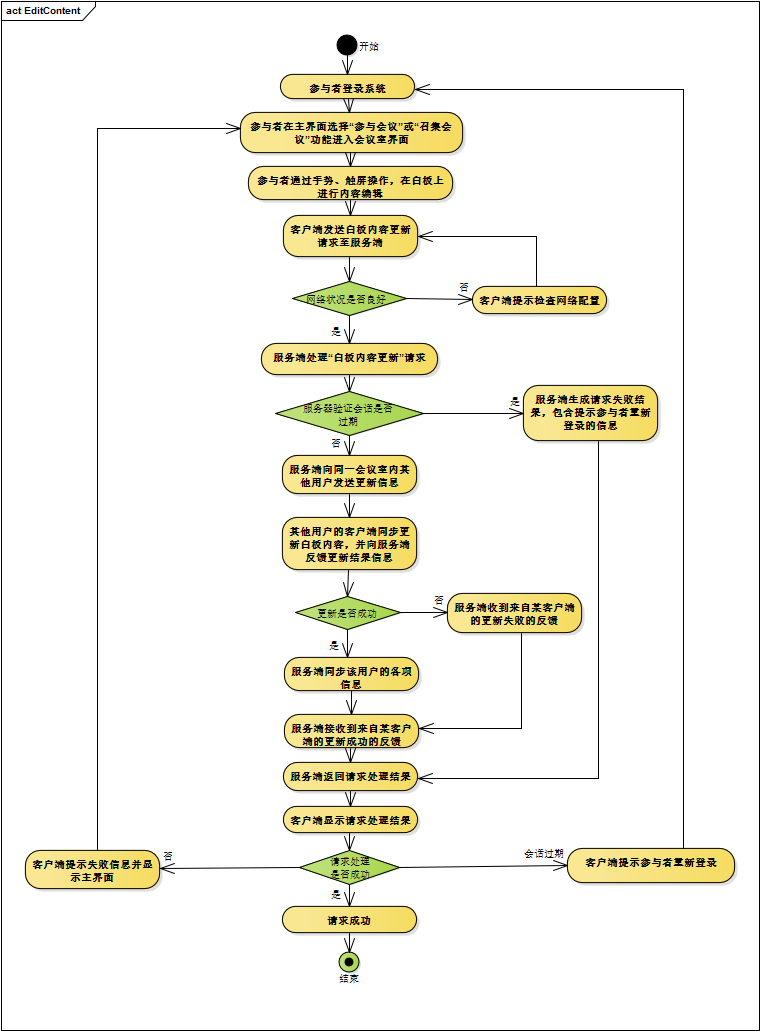 act EditContent
开始
参与者登录系统
参与者在主界面选择“参与会议”或“召集会
议”功能进入会议室界面
参与者通过手势、触屏操作，在白板上
进行内容编辑
客户端发送白板内容更新
请求至服务端
网络状况是否良好
否
客户端提示检查网络配置
是
服务端处理“白板内容更新”请求
服务器验证会话是否
过期
是
服务端生成请求失败结
果，包含提示参与者重新
登录的信息
否
服务端向同一会议室内其
他用户发送更新信息
其他用户的客户端同步更
新白板内容，并向服务端
反馈更新结果信息
更新是否成功
否
服务端收到来自某客户端
的更新失败的反馈
是
服务端同步该用户的各项
信息
服务端接收到来自某客户
端的更新成功的反馈
服务端返回请求处理结果
客户端显示请求处理结果
请求处理
是否成功
否
客户端提示失败信息并显
示主界面
会话过期
客户端提示参与者重新登录
是
请求成功
结束